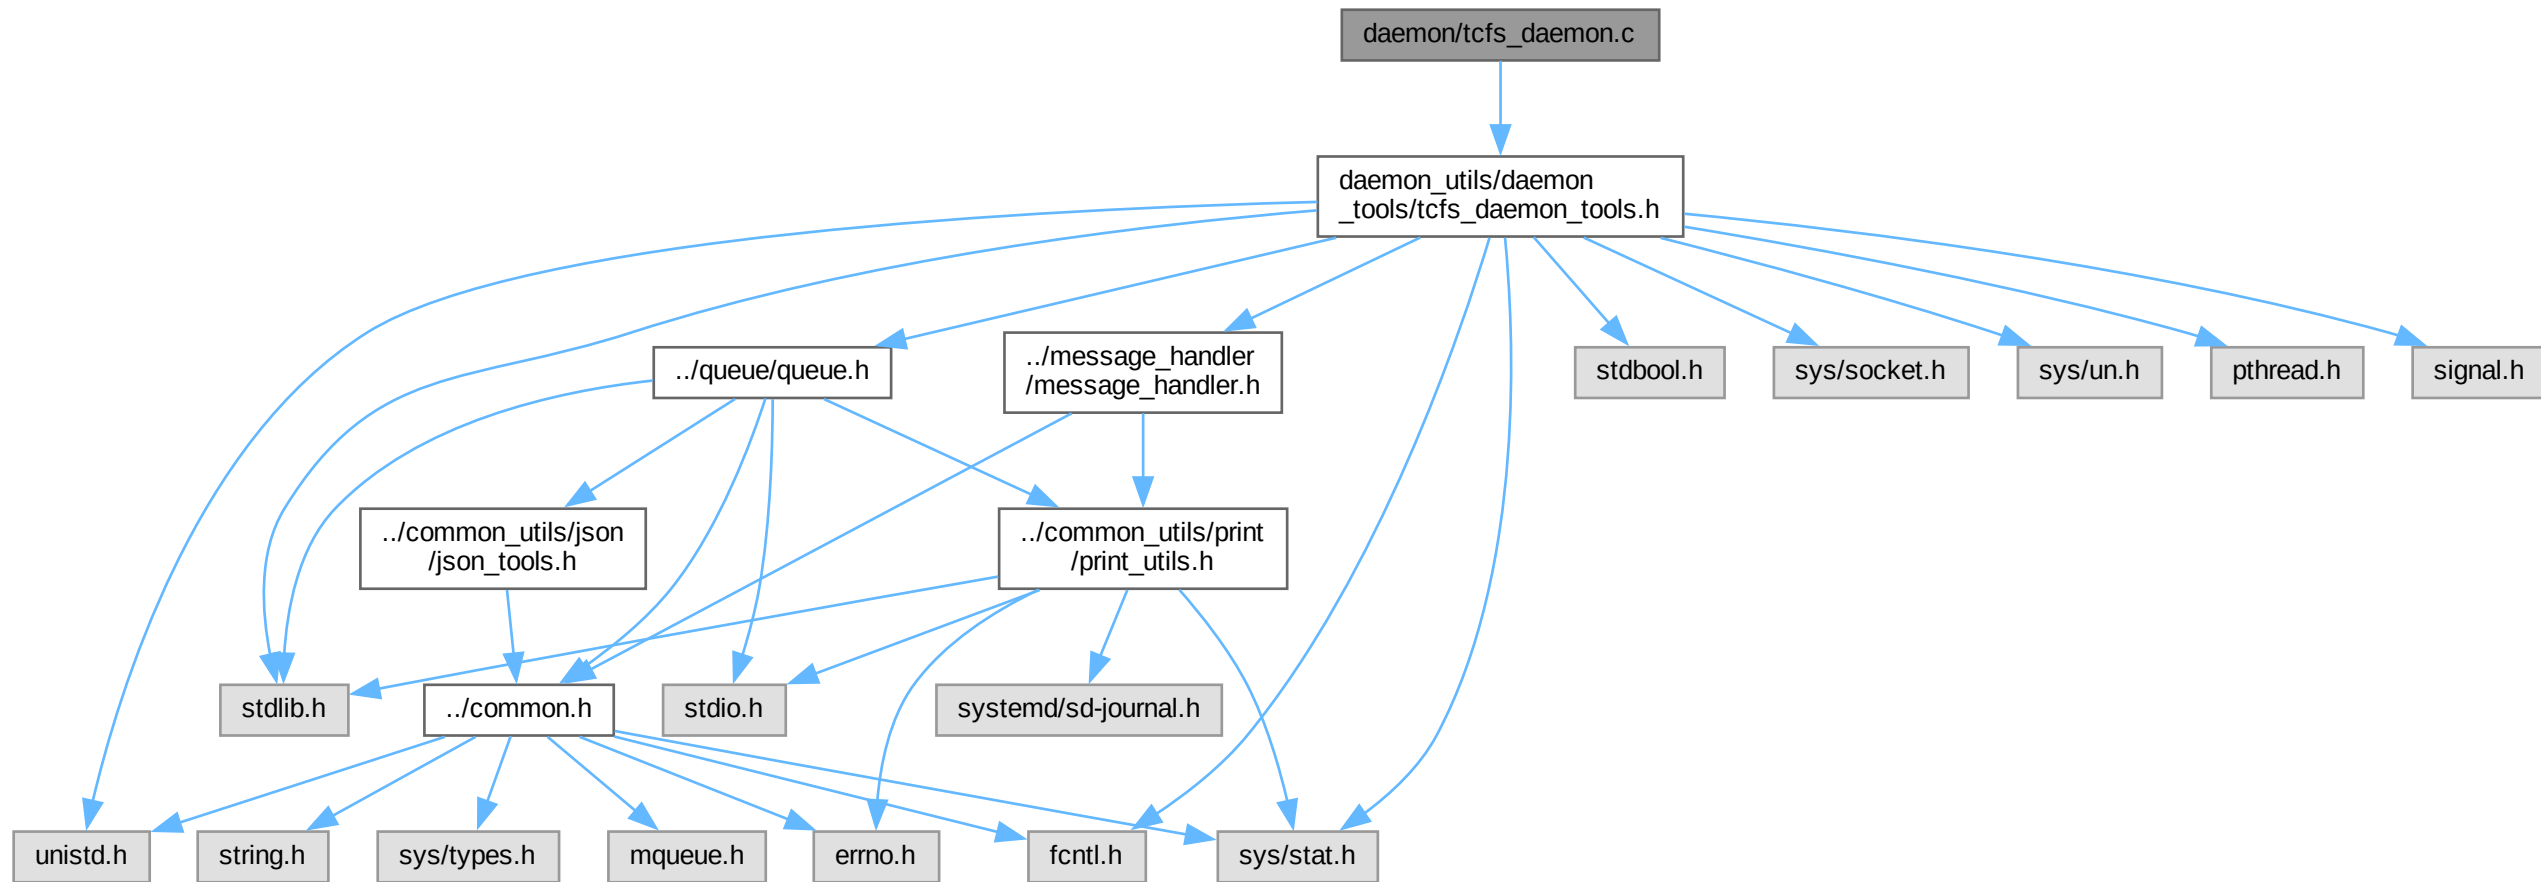 daemon/tcfs_daemon.c
daemon_utils/daemon
_tools/tcfs_daemon_tools.h
../queue/queue.h
../message_handler
/message_handler.h
stdbool.h
sys/socket.h
sys/un.h
pthread.h
signal.h
../common_utils/json
/json_tools.h
../common_utils/print
/print_utils.h
stdlib.h
../common.h
stdio.h
systemd/sd-journal.h
unistd.h
string.h
sys/types.h
mqueue.h
errno.h
fcntl.h
sys/stat.h